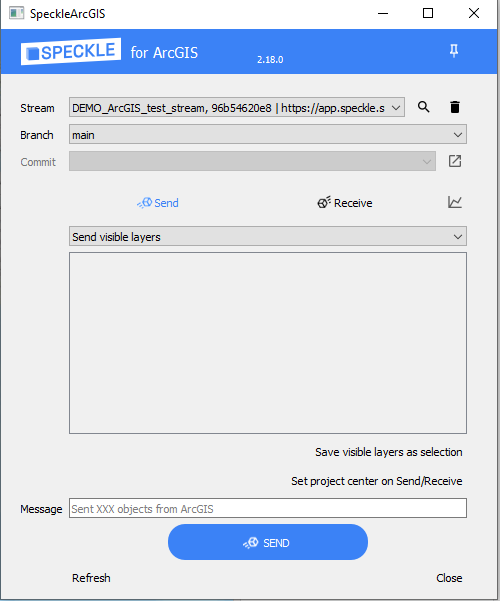 SpeckleArcGIS
SPECKLE for ArcGIS 2.18.0
Stream DEMO_ArcGIS_test_stream, 96b54620e8 | https://app.speckle.s
Branch main
Commit
Send Receive
Send visible layers
Save visible layers as selection
Set project center on Send/Receive
Message Sent XXX objects from ArcGIS
SEND
Refresh Close